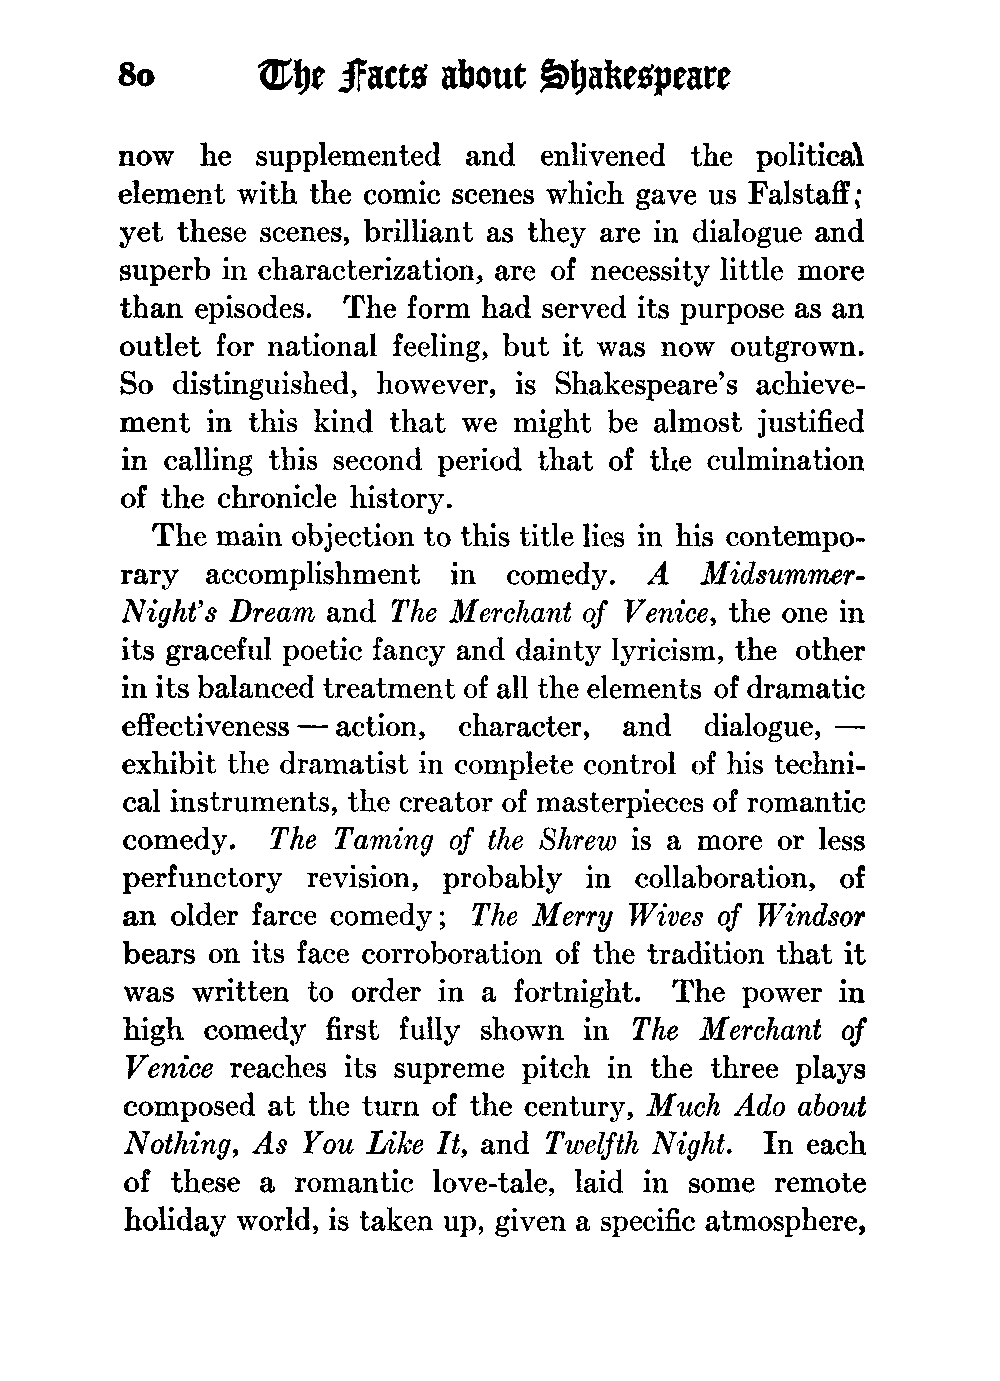 80 The Facts about Shakespeare
now he supplemented and enlivened the political
element with the comic scenes which gave us Falstaff;
yet these scenes, brilliant as they are in dialogue and
superb in characterization, are of necessity little more
than episodes. The form had served its purpose as an
outlet for national feeling, but it was now outgrown.
So distinguished, however, is Shakespeare's achieve-
ment in this kind that we might be almost justified
in calling this second period that of the culmination
of the chronicle history.
The main objection to this title lies in his contempo-
rary accomplishment in comedy. A Midsummer-
Night's Dream and The Merchant of Venice, the one in
its graceful poetic fancy and dainty lyricism, the other
in its balanced treatment of all the elements of dramatic
effectiveness — action, character, and dialogue, —
exhibit the dramatist in complete control of his techni-
cal instruments, the creator of masterpieces of romantic
comedy. The Taming of the Shrew is a more or less
perfunctory revision, probably in collaboration, of
an older farce comedy; The Merry Wives of Windsor
bears on its face corroboration of the tradition that it
was written to order in a fortnight. The power in
high comedy first fully shown in The Merchant of
Venice reaches its supreme pitch in the three plays
composed at the turn of the century, Much Ado about
Nothing, As You Like It, and Twelfth Night. In each
of these a romantic love-tale, laid in some remote
holiday world, is taken up, given a specific atmosphere,